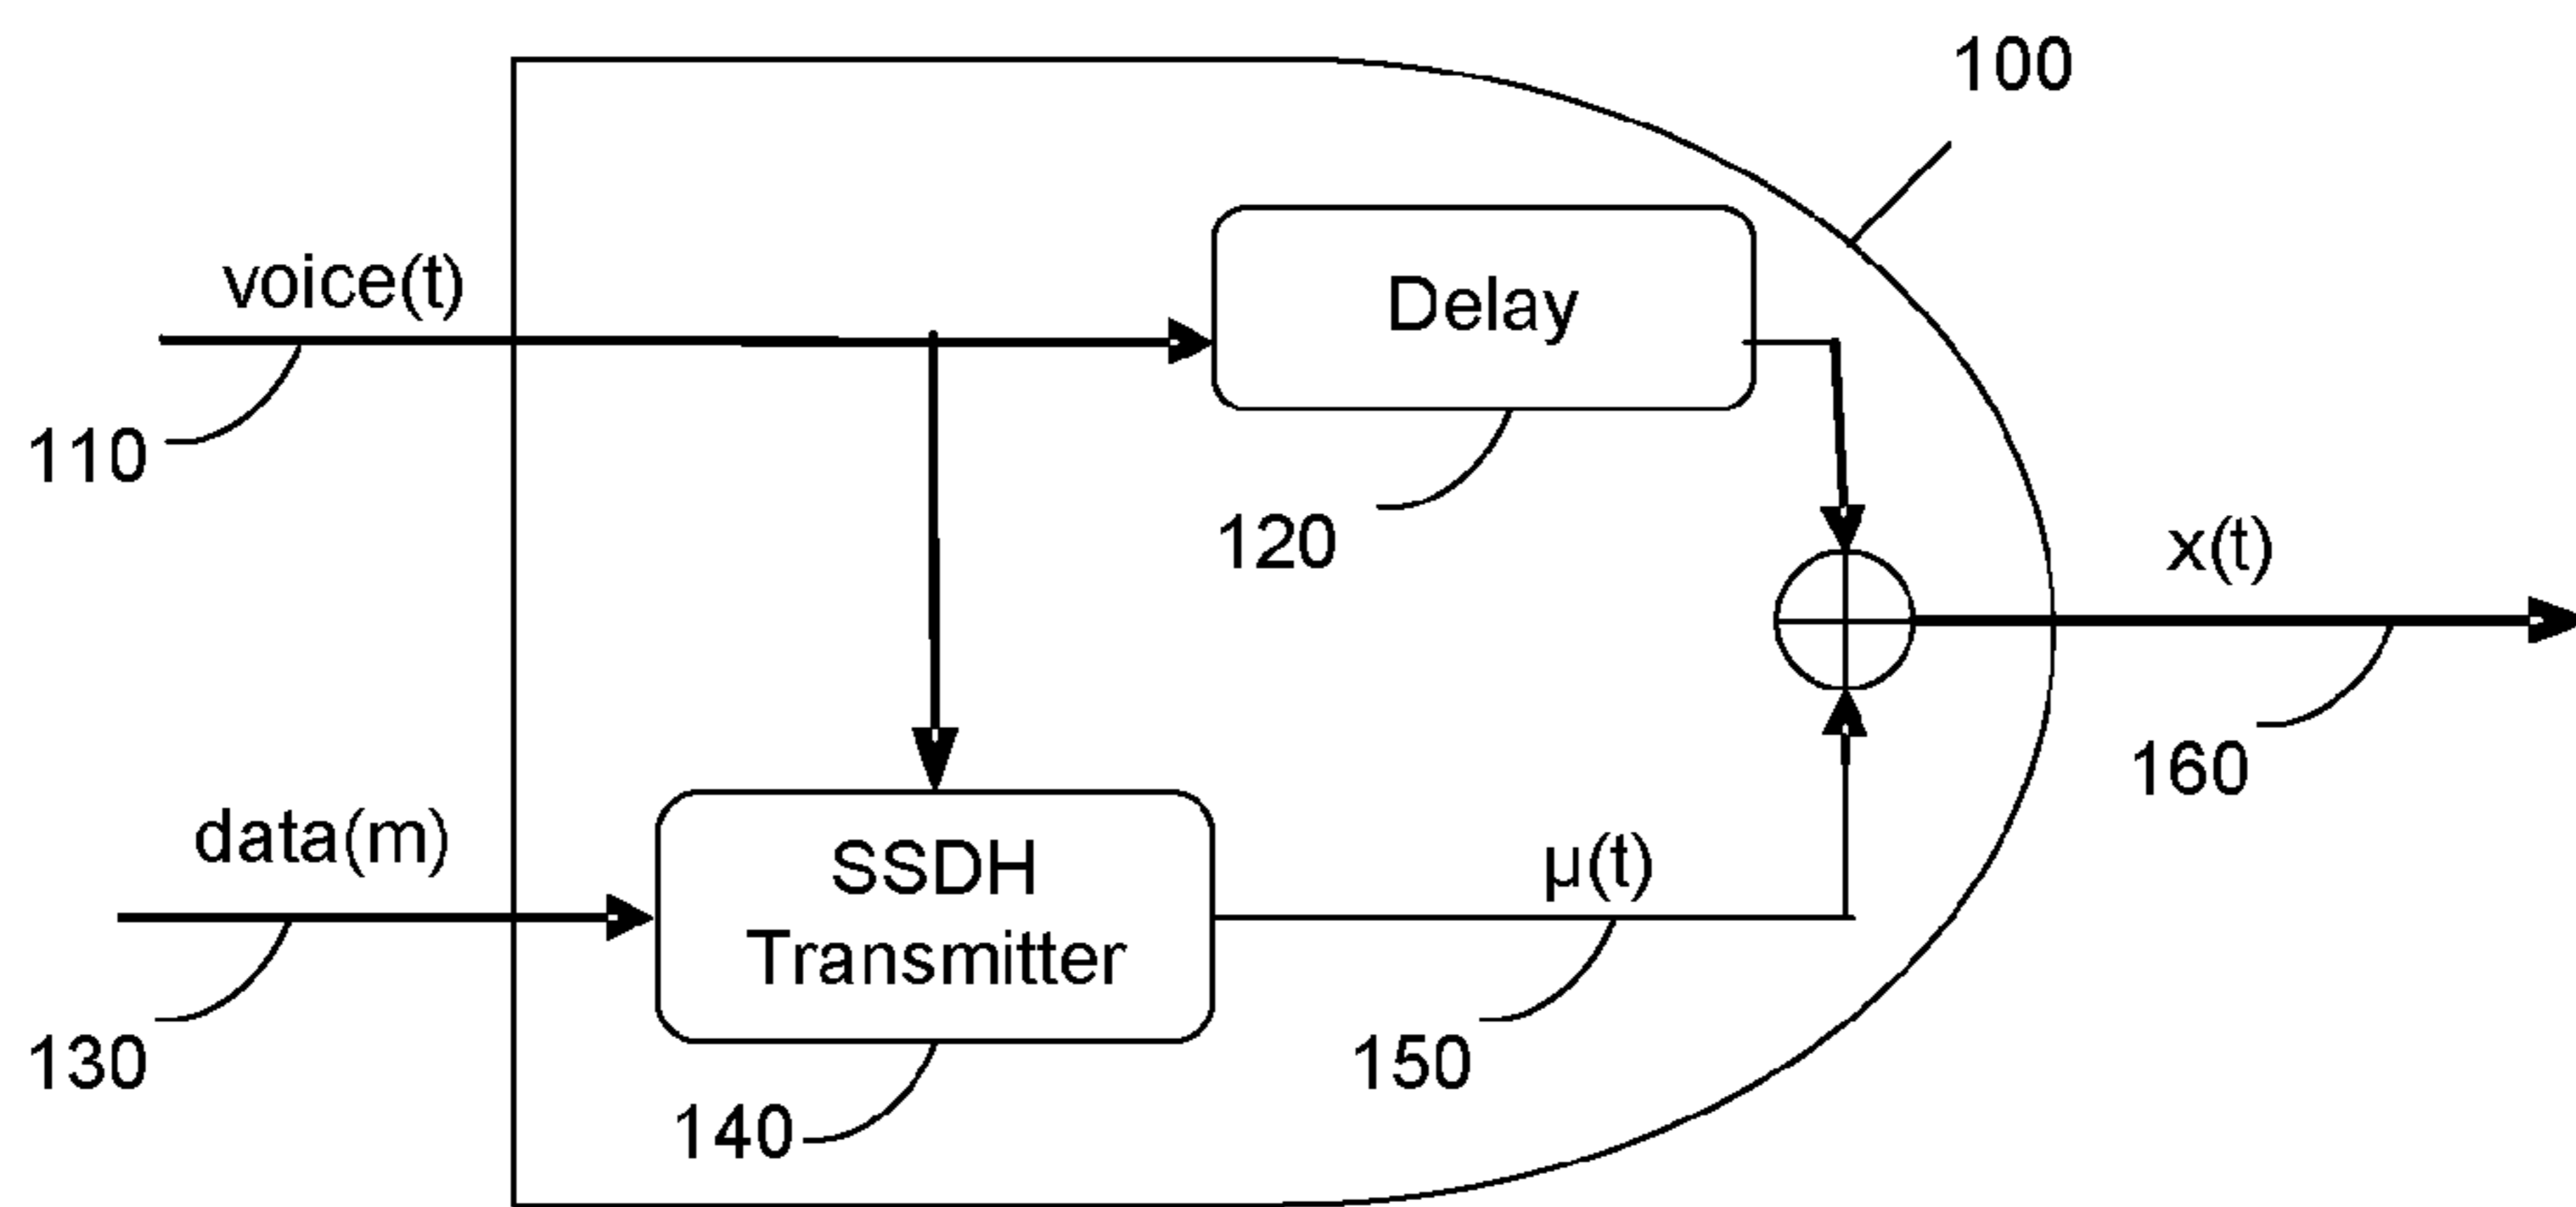 100
voice(t)
Delay
110
120
x(t)
data(m)
SSDH
Transmitter
µ(t)
160
130
150
140